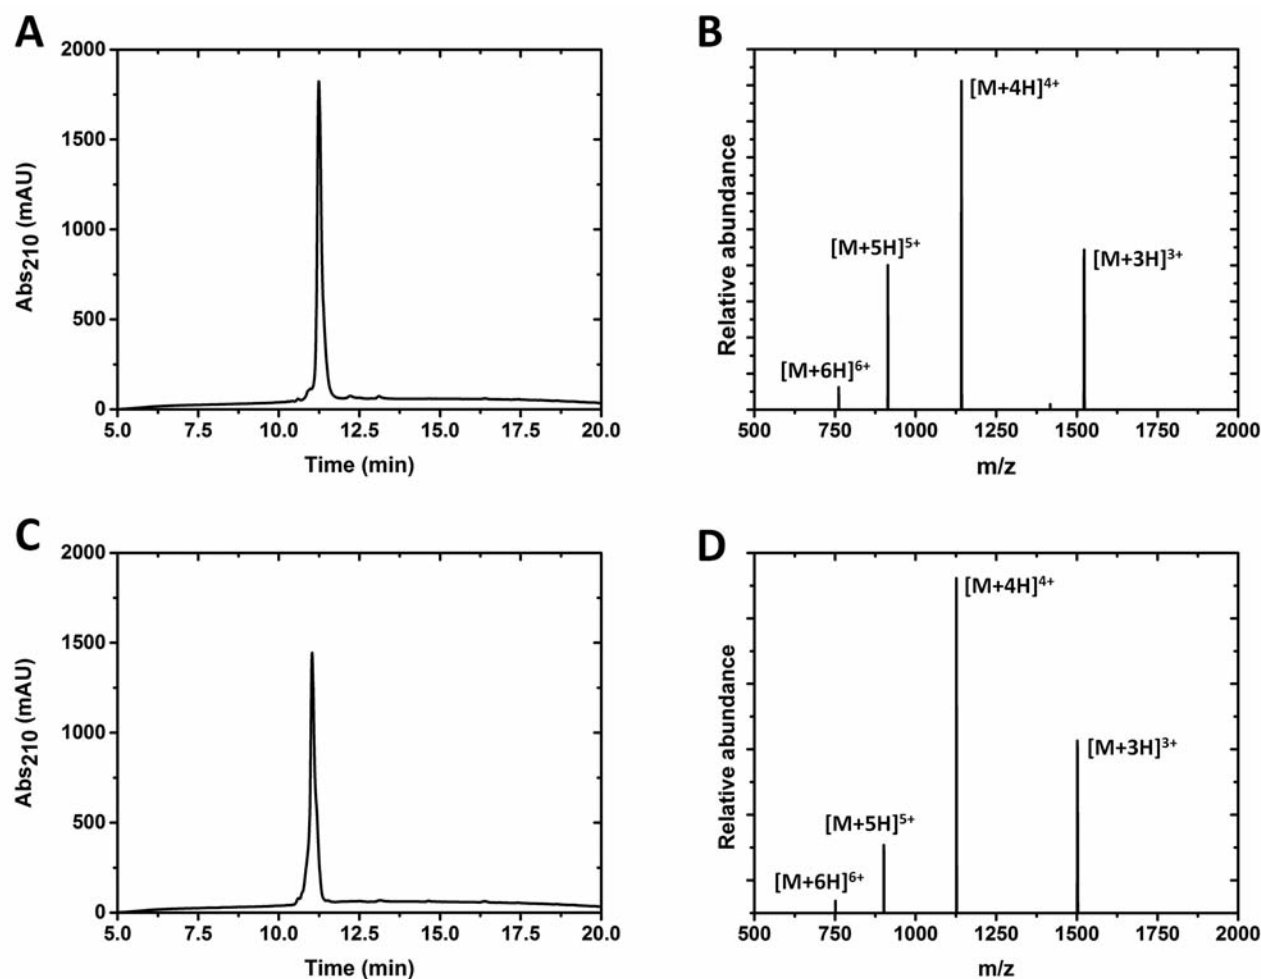 A
2000
1500
1000
500
0
Abs210 (mAU)
5.0 7.5 10.0 12.5 15.0 17.5 20.0
Time (min)
B
[M+4H]4+
[M+5H]5+
[M+3H]3+
[M+6H]6+
Relative abundance
500 750 1000 1250 1500 1750 2000
m/z
C
2000
1500
1000
500
0
Abs210 (mAU)
5.0 7.5 10.0 12.5 15.0 17.5 20.0
Time (min)
D
[M+4H]4+
[M+3H]3+
[M+5H]5+
[M+6H]6+
Relative abundance
500 750 1000 1250 1500 1750 2000
m/z